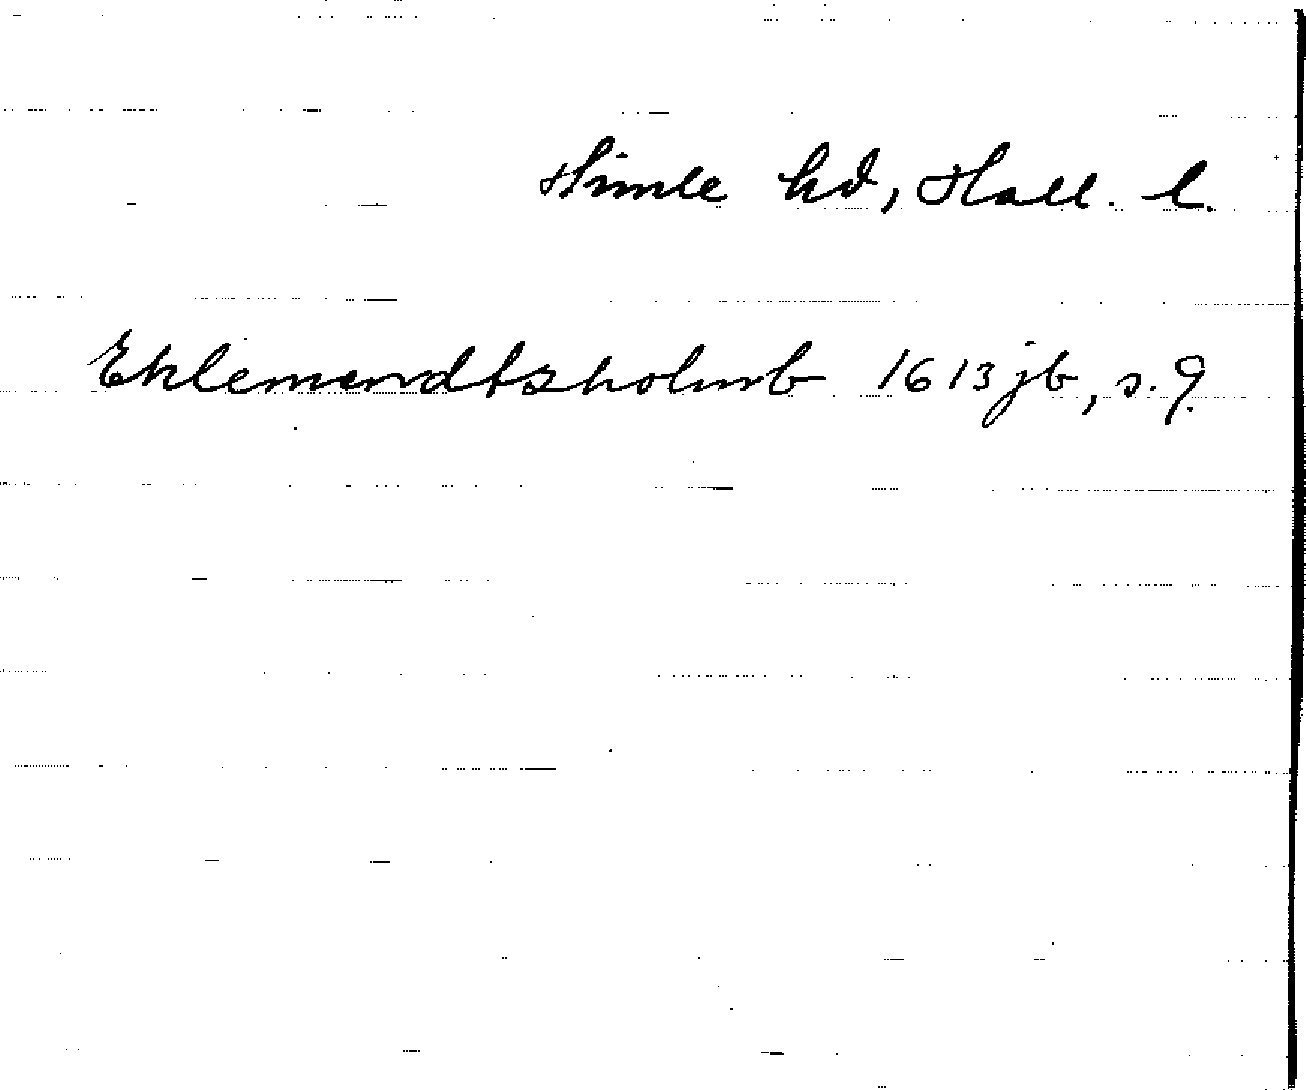 Himle hd, Hall. l.
Ehlemendtsholmb 1613 jb, s. 9.